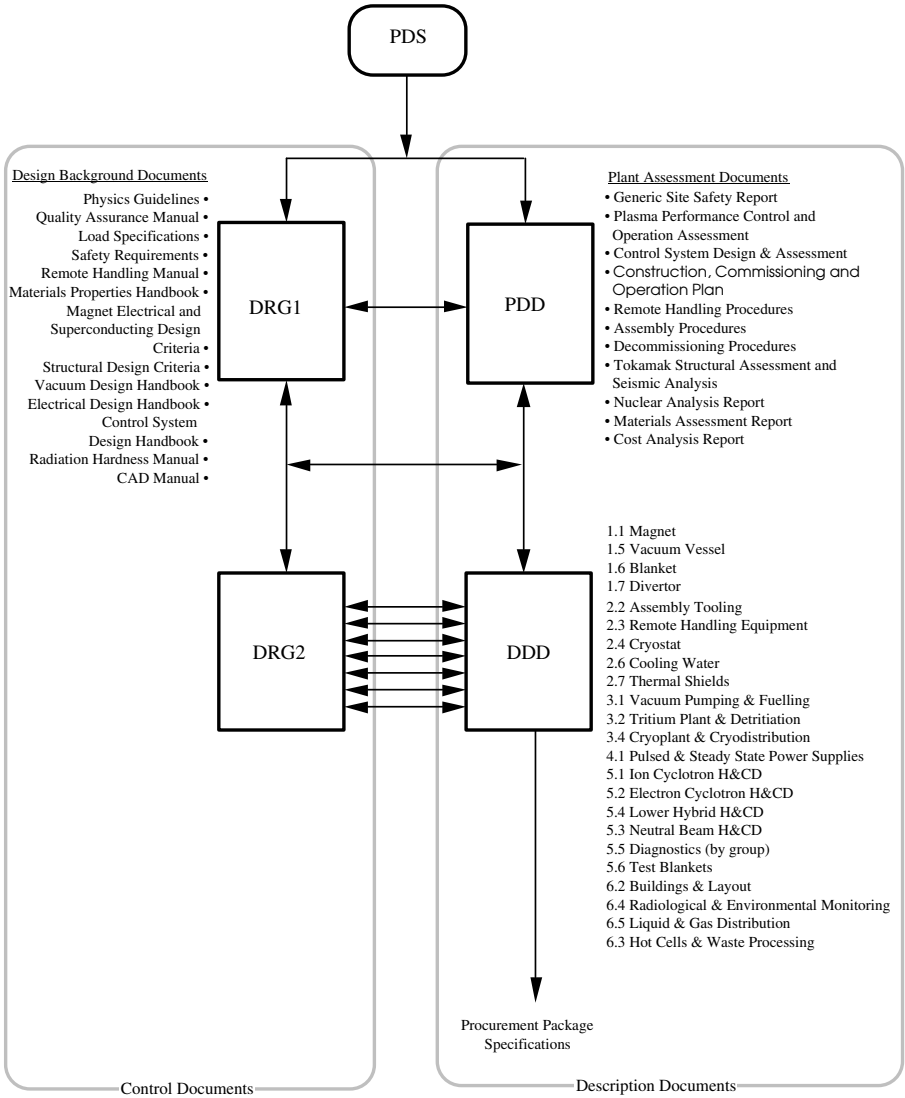 PDS
Design Background Documents
Physics Guidelines •
Quality Assurance Manual •
Load Specifications •
Safety Requirements •
Remote Handling Manual •
Materials Properties Handbook •
Magnet Electrical and
Superconducting Design
Criteria •
Structural Design Criteria •
Vacuum Design Handbook •
Electrical Design Handbook •
Control System
Design Handbook •
Radiation Hardness Manual •
CAD Manual •
DRG1
PDD
Plant Assessment Documents
• Generic Site Safety Report
• Plasma Performance Control and
Operation Assessment
• Control System Design & Assessment
• Construction, Commissioning and
Operation Plan
• Remote Handling Procedures
• Assembly Procedures
• Decommissioning Procedures
• Tokamak Structural Assessment and
Seismic Analysis
• Nuclear Analysis Report
• Materials Assessment Report
• Cost Analysis Report
DRG2
DDD
1.1 Magnet
1.5 Vacuum Vessel
1.6 Blanket
1.7 Divertor
2.2 Assembly Tooling
2.3 Remote Handling Equipment
2.4 Cryostat
2.6 Cooling Water
2.7 Thermal Shields
3.1 Vacuum Pumping & Fuelling
3.2 Tritium Plant & Detritiation
3.4 Cryoplant & Cryodistribution
4.1 Pulsed & Steady State Power Supplies
5.1 Ion Cyclotron H&CD
5.2 Electron Cyclotron H&CD
5.4 Lower Hybrid H&CD
5.3 Neutral Beam H&CD
5.5 Diagnostics (by group)
5.6 Test Blankets
6.2 Buildings & Layout
6.4 Radiological & Environmental Monitoring
6.5 Liquid & Gas Distribution
6.3 Hot Cells & Waste Processing
Procurement Package
Specifications
Control Documents
Description Documents